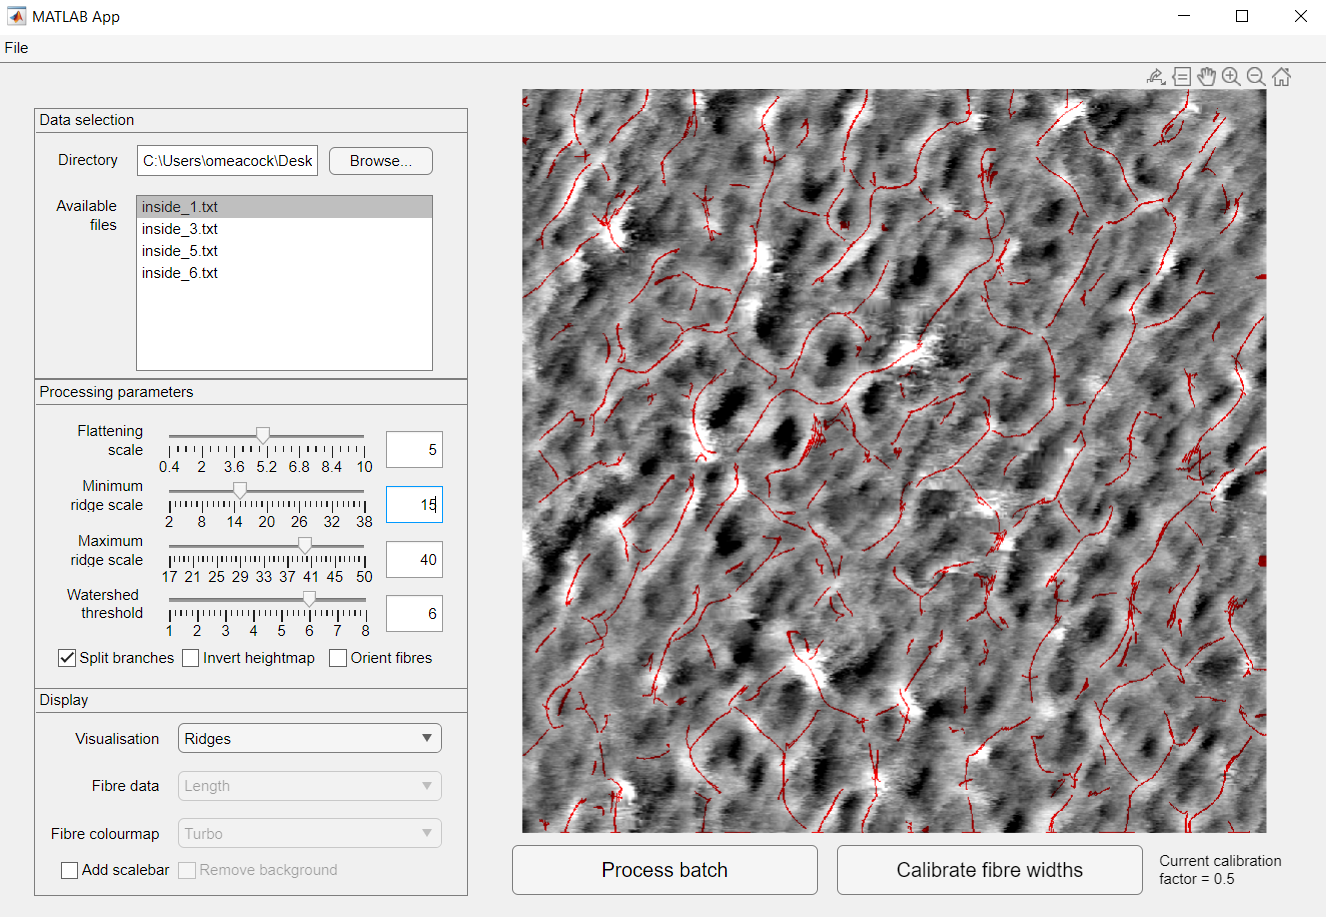 MATLAB App
File
Data selection
Directory
C:\Users\omeacock\Desk
Browse...
Available
files
inside_1.txt
inside_3.txt
inside_5.txt
inside_6.txt
Processing parameters
Flattening
scale
0.4 2 3.6 5.2 6.8 8.4 10
5
Minimum
ridge scale
2 8 14 20 26 32 38
15
Maximum
ridge scale
17 21 25 29 33 37 41 45 50
40
Watershed
threshold
1 2 3 4 5 6 7 8
6
Split branches Invert heightmap Orient fibres
Display
Visualisation Ridges
Fibre data Length
Fibre colourmap Turbo
Add scalebar Remove background
Process batch
Calibrate fibre widths
Current calibration
factor = 0.5